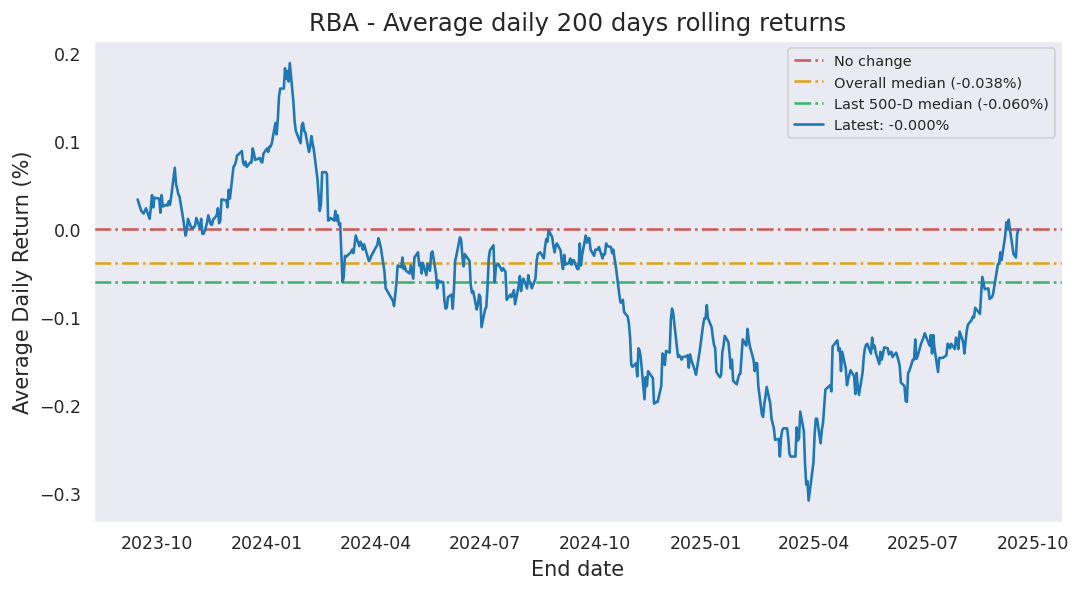 RBA - Average daily 200 days rolling returns
No change
Overall median (-0.038%)
Last 500-D median (-0.060%)
Latest: -0.000%
Average Daily Return (%)
0.2
0.1
0.0
−0.1
−0.2
−0.3
2023-10 2024-01 2024-04 2024-07 2024-10 2025-01 2025-04 2025-07 2025-10
End date